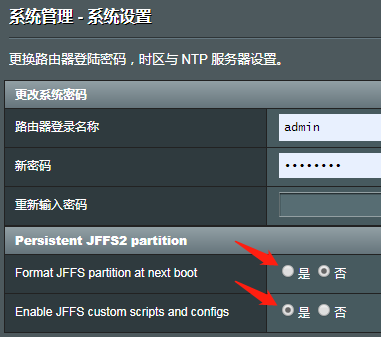 系统管理 - 系统设置
更换路由器登陆密码，时区与 NTP 服务器设置。
更改系统密码
路由器登录名称 admin
新密码 ••••••••
重新输入密码
Persistent JFFS2 partition
Format JFFS partition at next boot 是 否
Enable JFFS custom scripts and configs 是 否